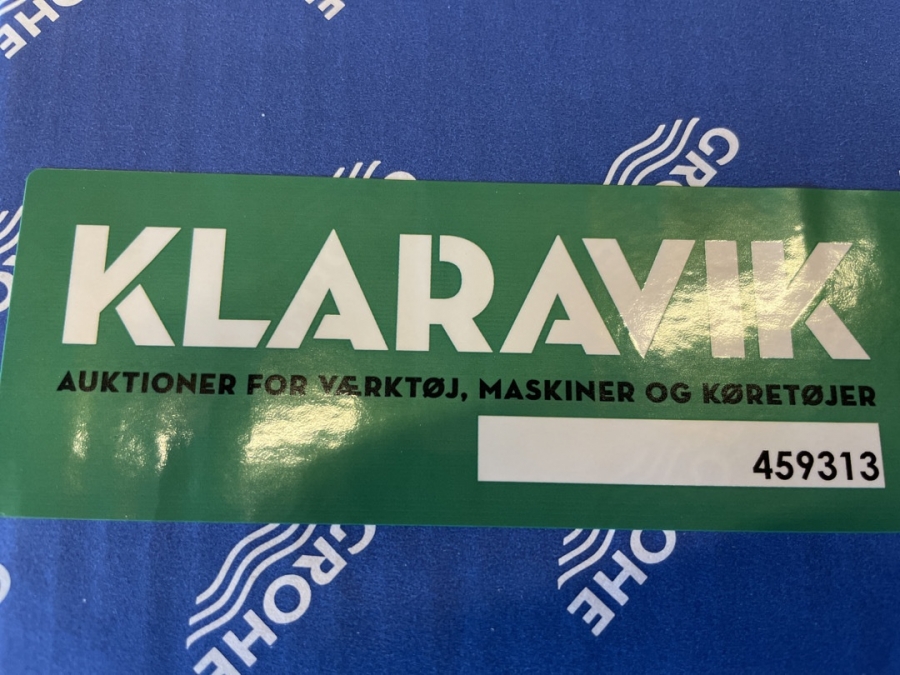 GROHE
GROHE
KLARAVIK
AUKTIONER FOR VÆRKTØJ, MASKINER OG KØRETØJER
459313
GROHE
GROHE